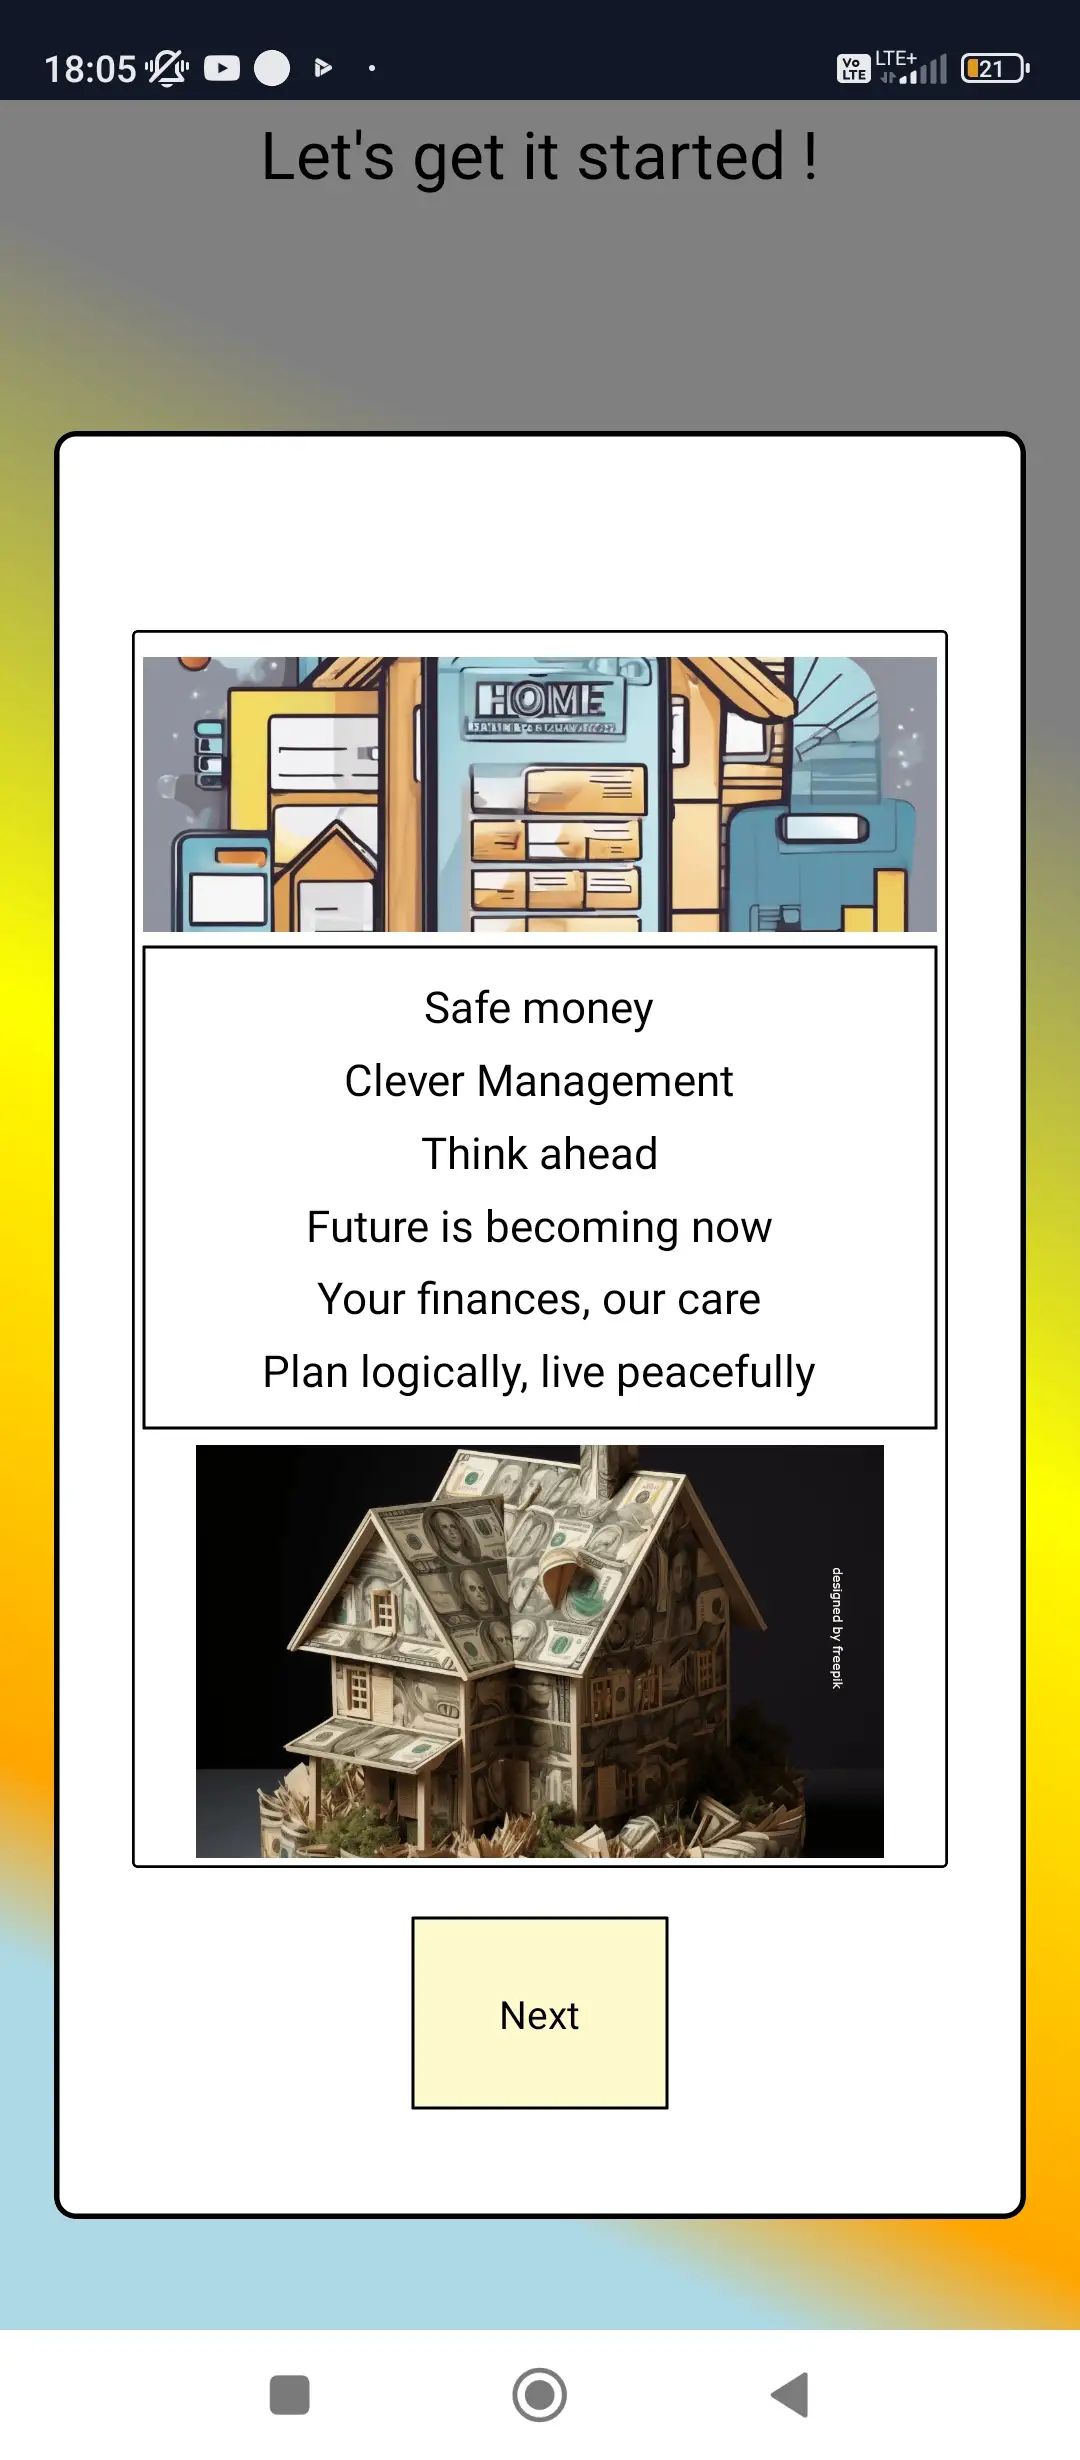 18:05
Vo
LTE
LTE+
21
Let's get it started !
HOME
Safe money
Clever Management
Think ahead
Future is becoming now
Your finances, our care
Plan logically, live peacefully
designed by freepik
Next